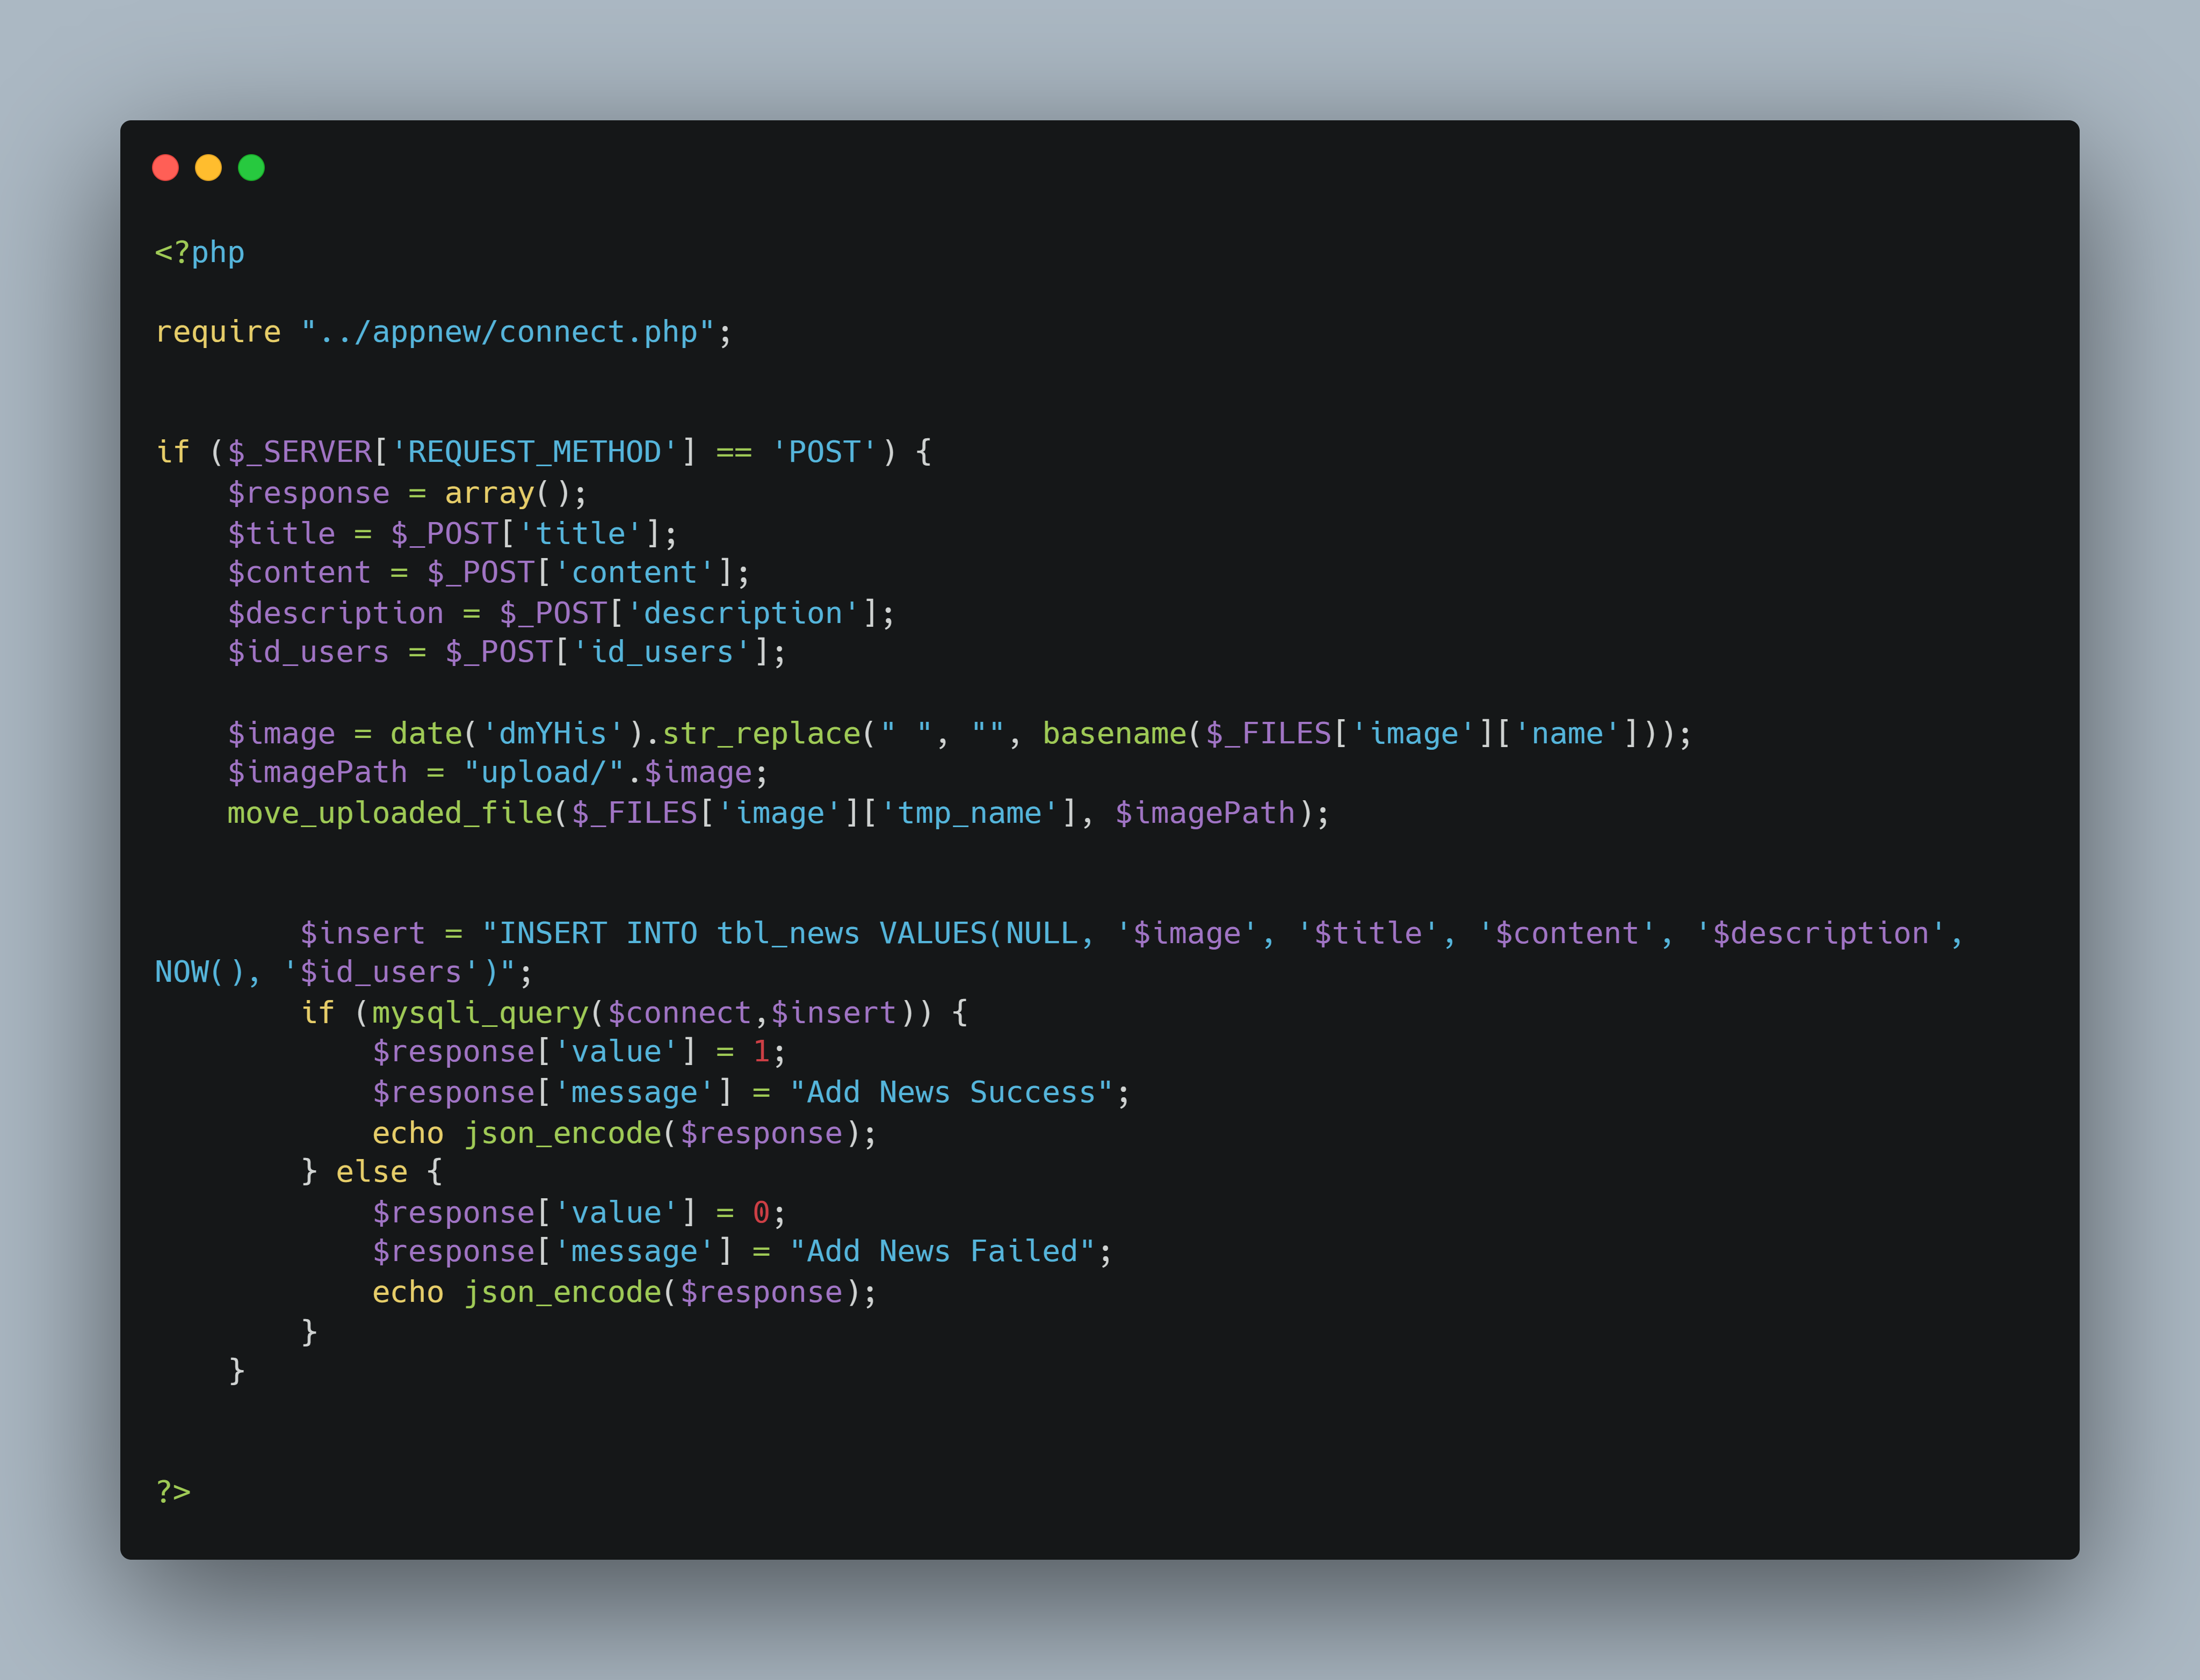 <?php
require "../appnew/connect.php";
if ($_SERVER['REQUEST_METHOD'] == 'POST') {
    $response = array();
    $title = $_POST['title'];
    $content = $_POST['content'];
    $description = $_POST['description'];
    $id_users = $_POST['id_users'];
    $image = date('dmYHis').str_replace(" ", "", basename($_FILES['image']['name']));
    $imagePath = "upload/".$image;
    move_uploaded_file($_FILES['image']['tmp_name'], $imagePath);
        $insert = "INSERT INTO tbl_news VALUES(NULL, '$image', '$title', '$content', '$description',
NOW(), '$id_users')";
        if (mysqli_query($connect,$insert)) {
            $response['value'] = 1;
            $response['message'] = "Add News Success";
            echo json_encode($response);
        } else {
            $response['value'] = 0;
            $response['message'] = "Add News Failed";
            echo json_encode($response);
        }
    }
?>